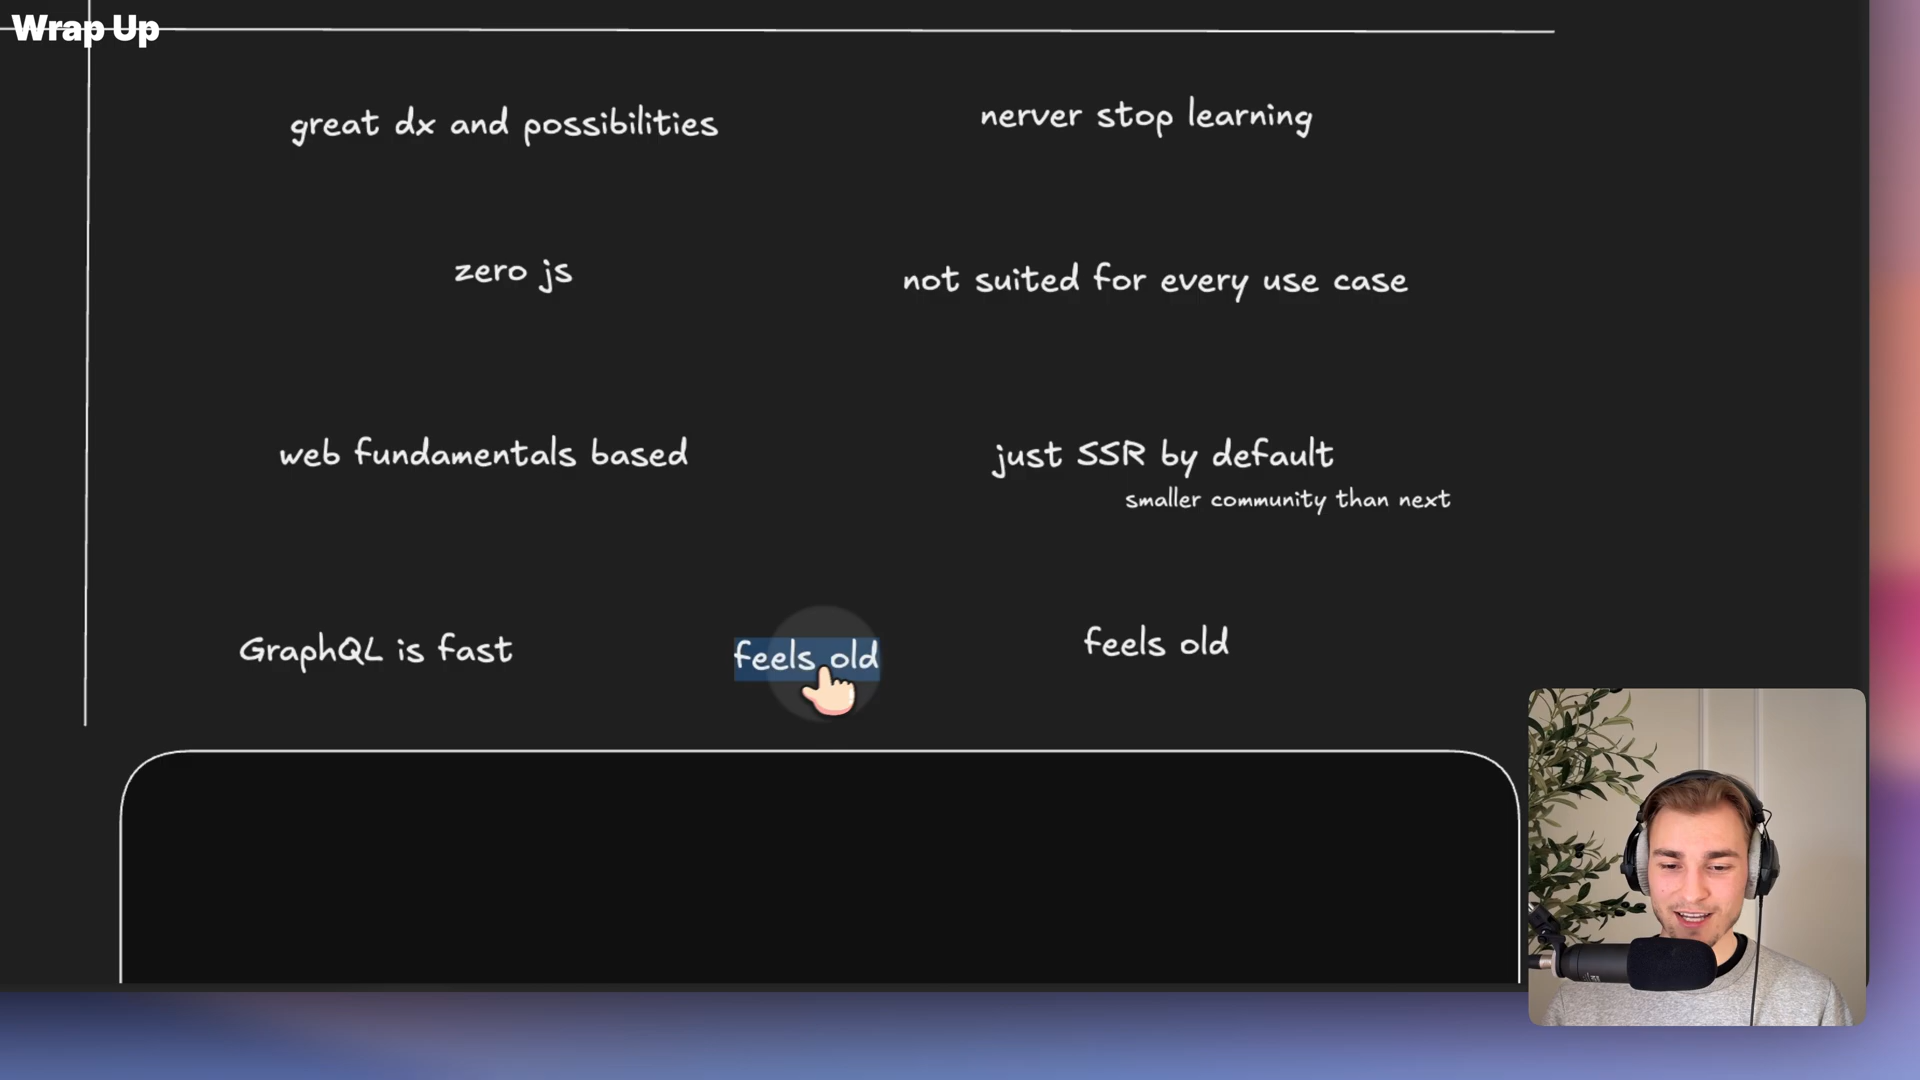 Wrap Up
great dx and possibilities
nerver stop learning
zero js
not suited for every use case
web fundamentals based
just SSR by default
smaller community than next
GraphQL is fast
feels old
feels old